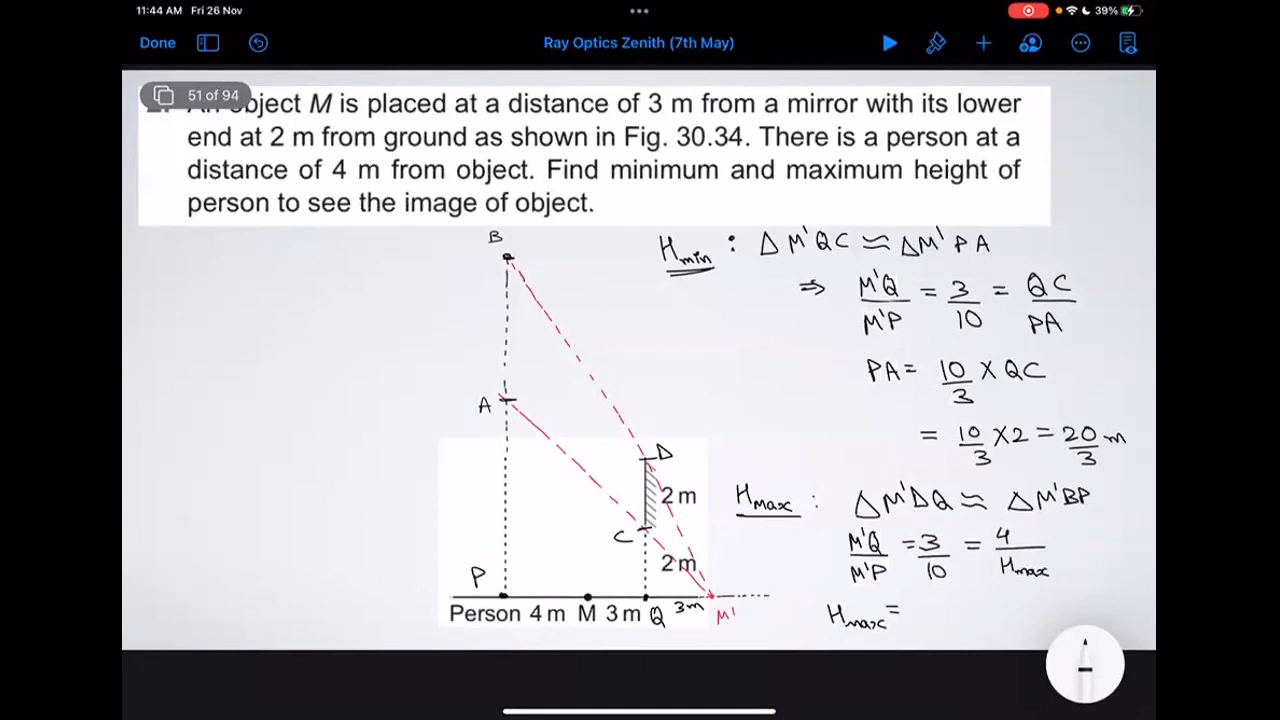 11:44 AM Fri 26 Nov
39%
Done
Ray Optics Zenith (7th May)
51 of 94
object M is placed at a distance of 3 m from a mirror with its lower
end at 2 m from ground as shown in Fig. 30.34. There is a person at a
distance of 4 m from object. Find minimum and maximum height of
person to see the image of object.
B
A
D
2 m
C
2 m
P
Person 4 m M 3 m Q 3m M'
Hmin : Δ M'QC ≈ ΔM'PA
⇒ M'Q/M'P = 3/10 = QC/PA
PA = 10/3 × QC
= 10/3 × 2 = 20/3 m
Hmax : ΔM'DQ ≈ ΔM'BP
M'Q/M'P = 3/10 = 4/Hmax
Hmax =